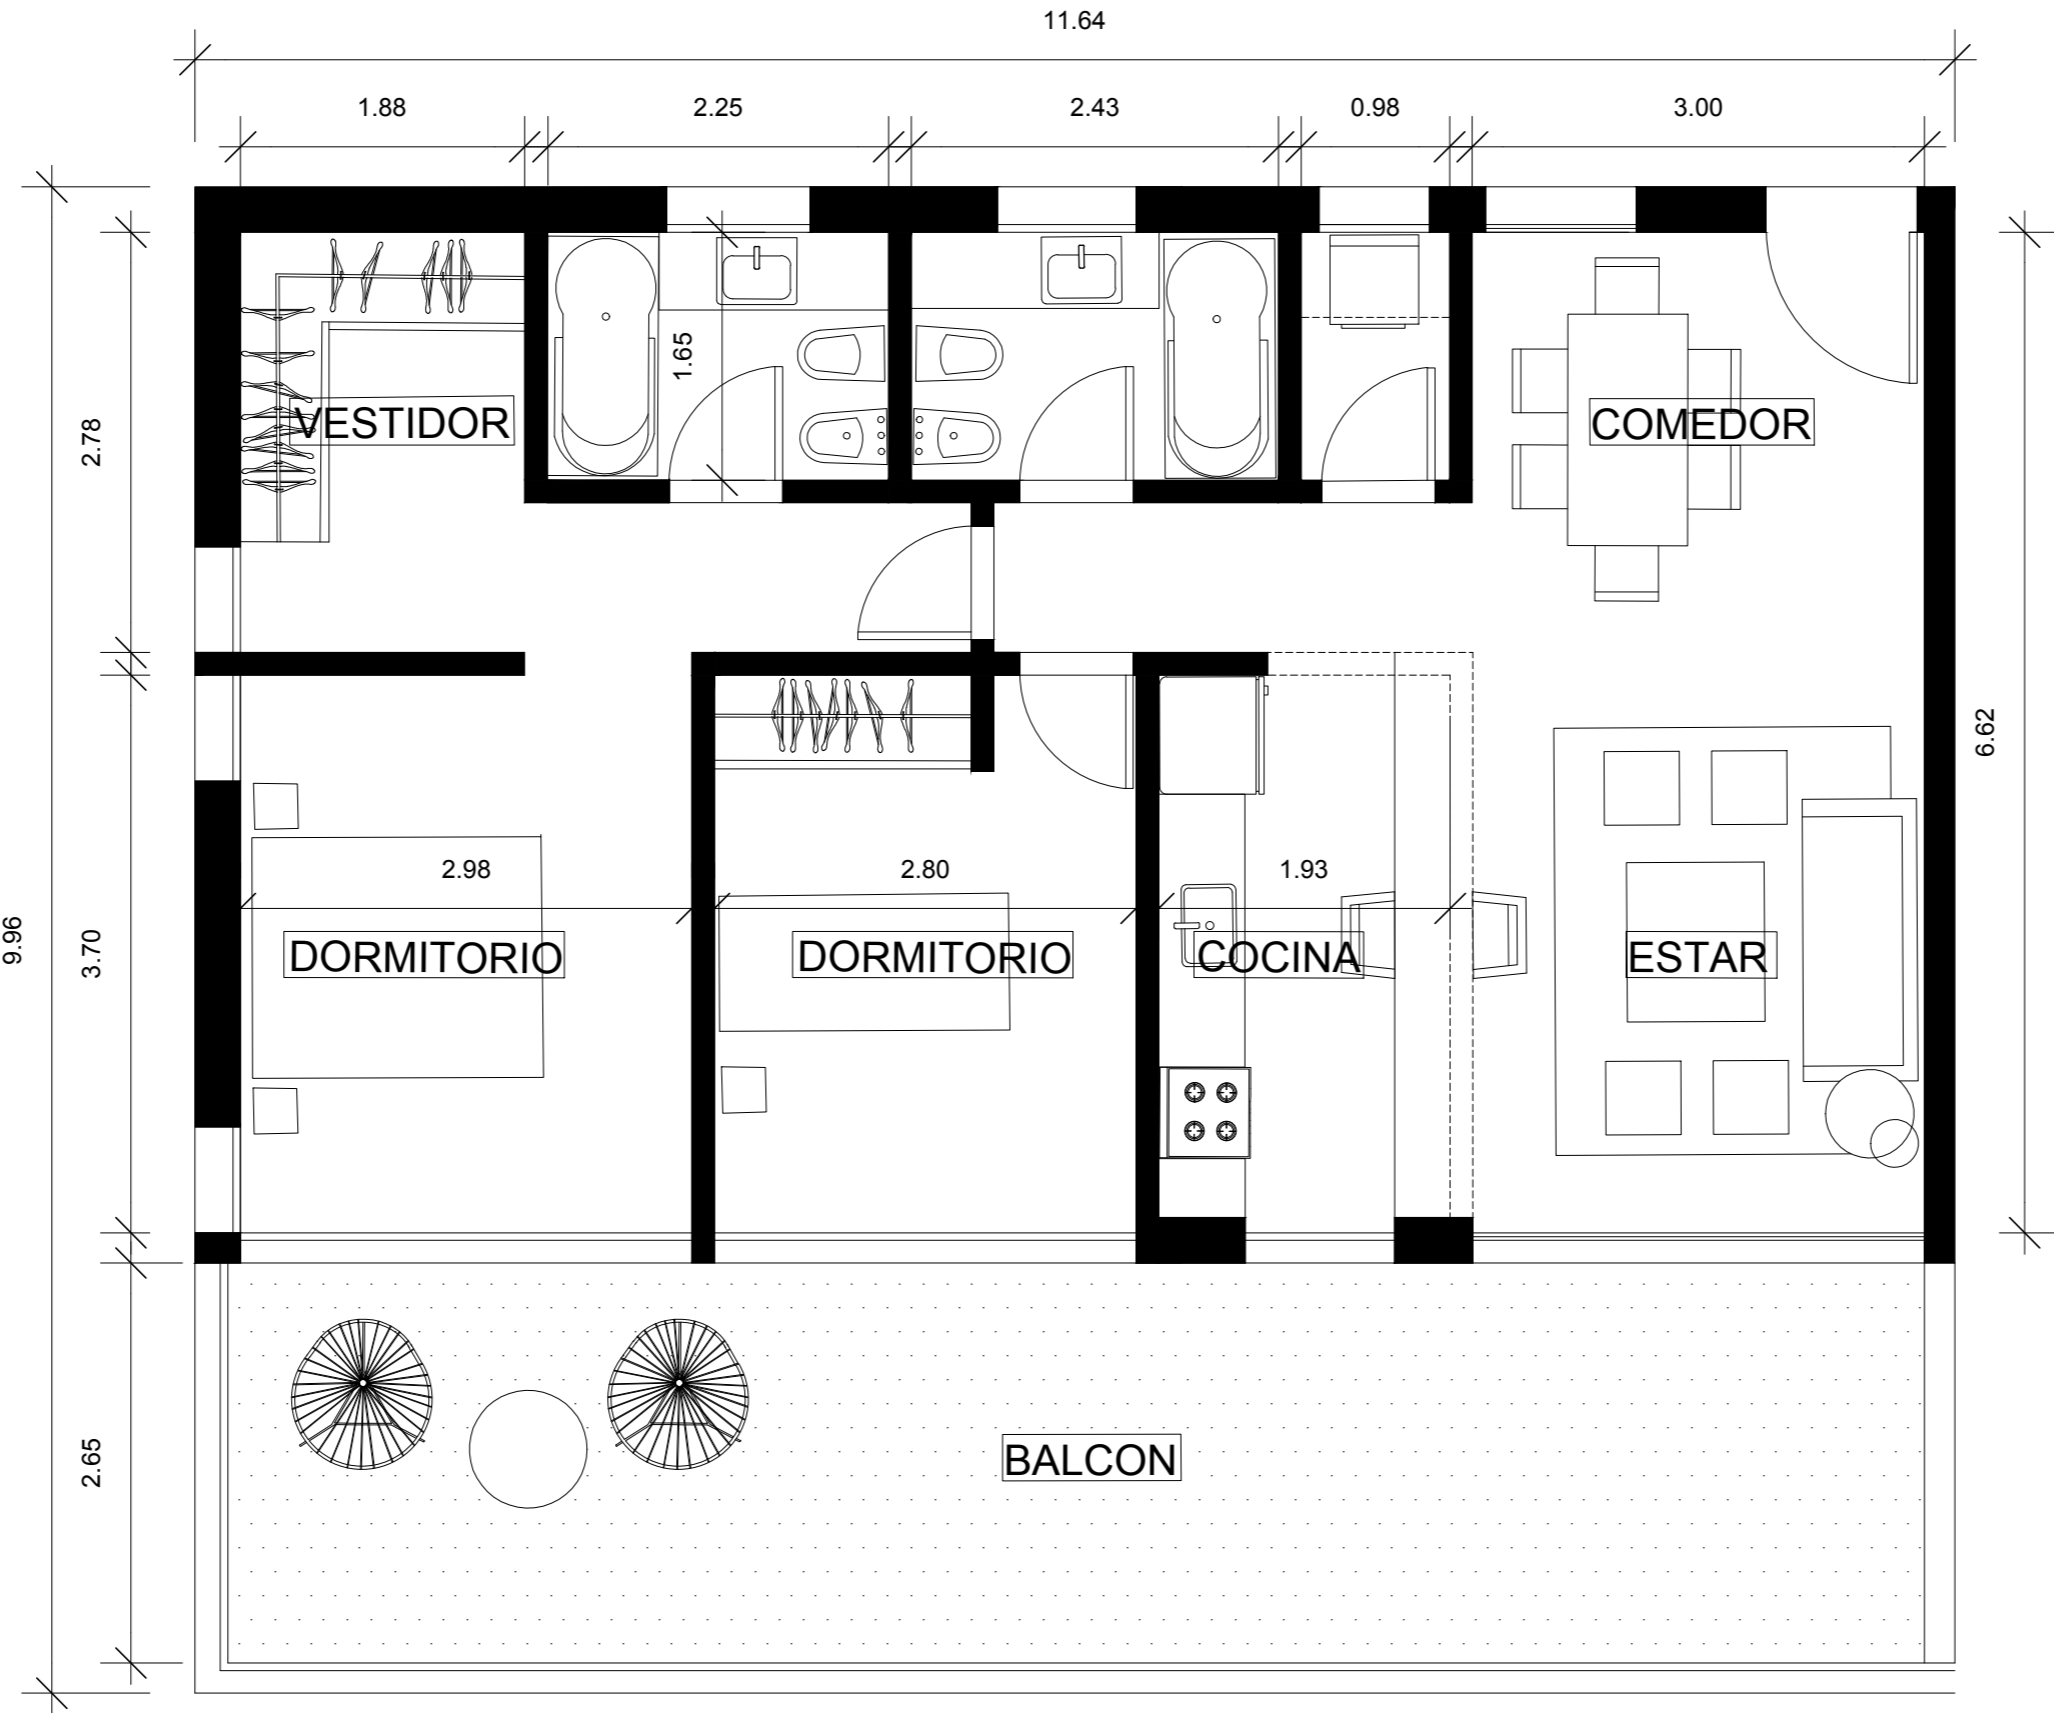 11.64
1.88
2.25
2.43
0.98
3.00
1.65
2.78
VESTIDOR
COMEDOR
6.62
2.98
2.80
1.93
9.96
3.70
DORMITORIO
DORMITORIO
COCINA
ESTAR
2.65
BALCON